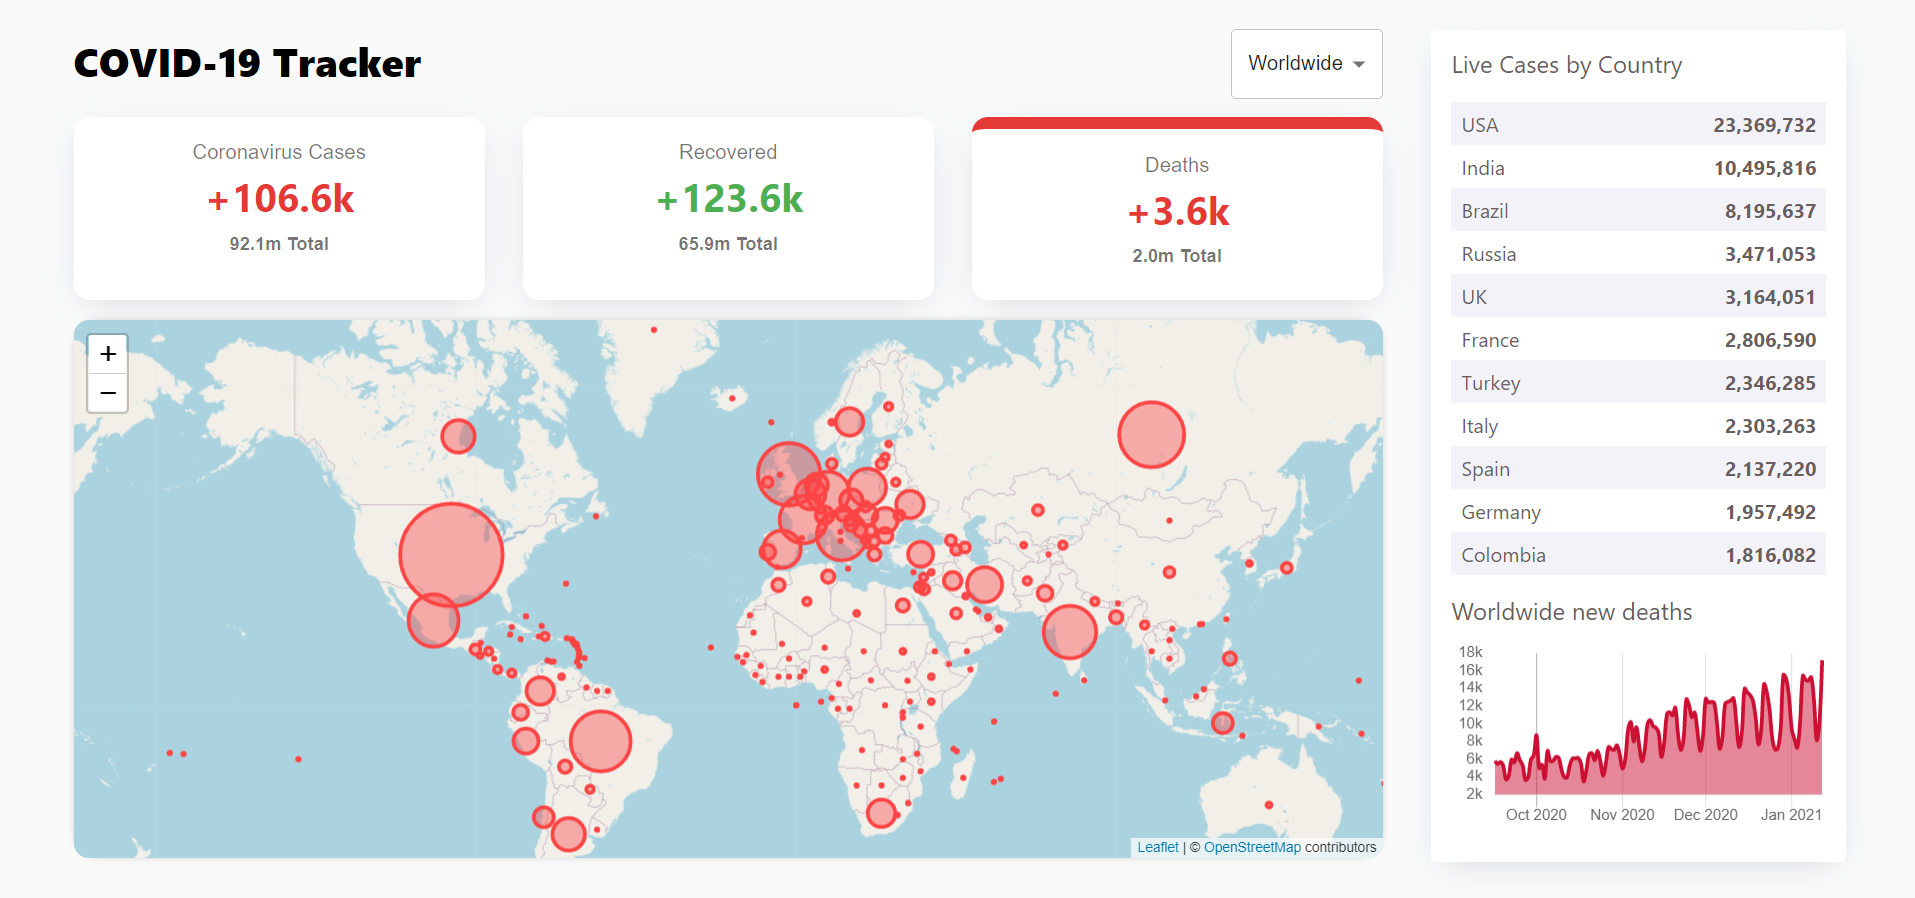 COVID-19 Tracker
Worldwide
Coronavirus Cases
+106.6k
92.1m Total
Recovered
+123.6k
65.9m Total
Deaths
+3.6k
2.0m Total
+
−
Leaflet | © OpenStreetMap contributors
Live Cases by Country
USA 23,369,732
India 10,495,816
Brazil 8,195,637
Russia 3,471,053
UK 3,164,051
France 2,806,590
Turkey 2,346,285
Italy 2,303,263
Spain 2,137,220
Germany 1,957,492
Colombia 1,816,082
Worldwide new deaths
18k
16k
14k
12k
10k
8k
6k
4k
2k
Oct 2020 Nov 2020 Dec 2020 Jan 2021